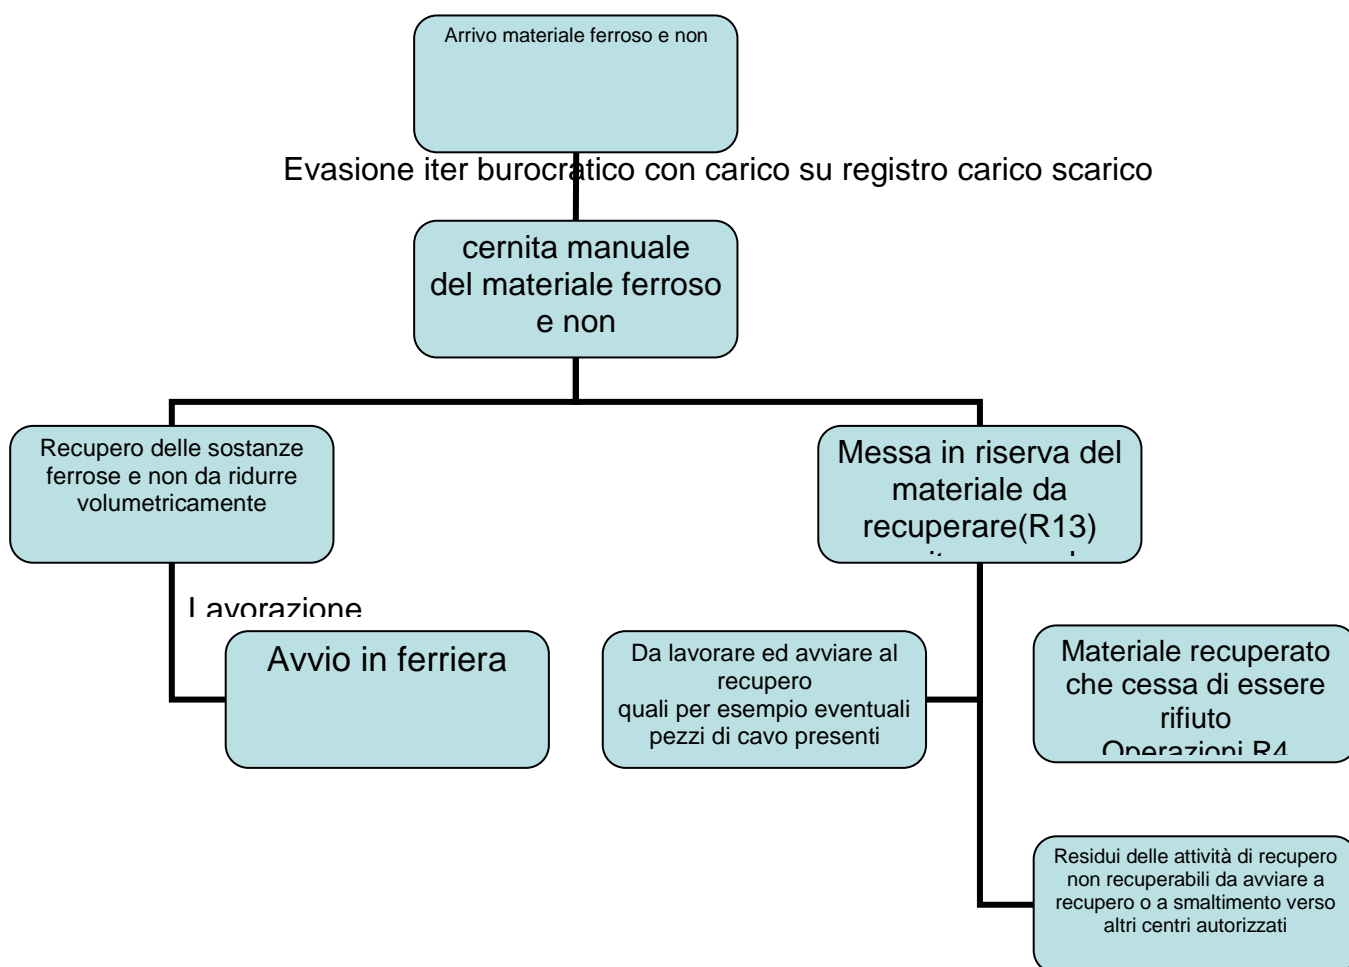 Arrivo materiale ferroso e non
Evasione iter burocratico con carico su registro carico scarico
cernita manuale
del materiale ferroso
e non
Recupero delle sostanze
ferrose e non da ridurre
volumetricamente
Messa in riserva del
materiale da
recuperare(R13)
Lavorazione
Avvio in ferriera
Da lavorare ed avviare al
recupero
quali per esempio eventuali
pezzi di cavo presenti
Materiale recuperato
che cessa di essere
rifiuto
Operazioni R4
Residui delle attività di recupero
non recuperabili da avviare a
recupero o a smaltimento verso
altri centri autorizzati